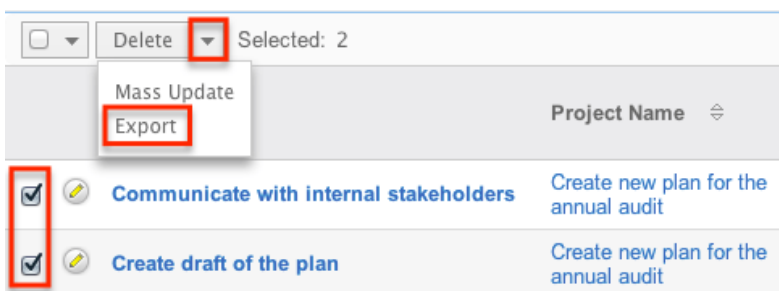 Delete Selected: 2
Mass Update
Export
Project Name
Communicate with internal stakeholders
Create new plan for the
annual audit
Create draft of the plan
Create new plan for the
annual audit